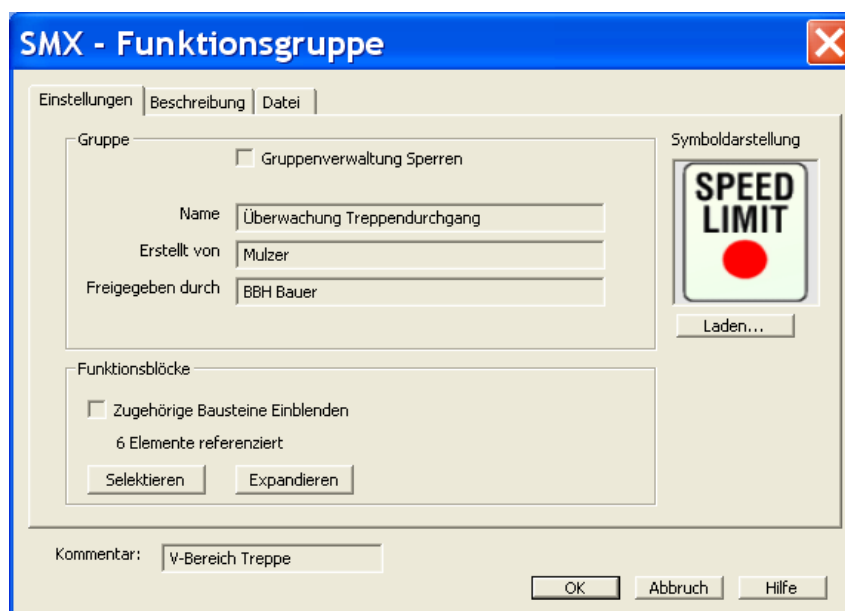 SMX - Funktionsgruppe
Einstellungen Beschreibung Datei
Gruppe
Gruppenverwaltung Sperren
Name Überwachung Treppendurchgang
Erstellt von Mulzer
Freigegeben durch BBH Bauer
Symboldarstellung
SPEED
LIMIT
Laden...
Funktionsblöcke
Zugehörige Bausteine Einblenden
6 Elemente referenziert
Selektieren Expandieren
Kommentar: V-Bereich Treppe
OK Abbruch Hilfe